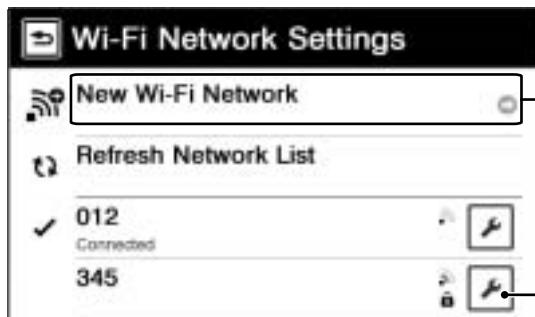 Wi-Fi Network Settings
New Wi-Fi Network
Refresh Network List
012
Connected
345